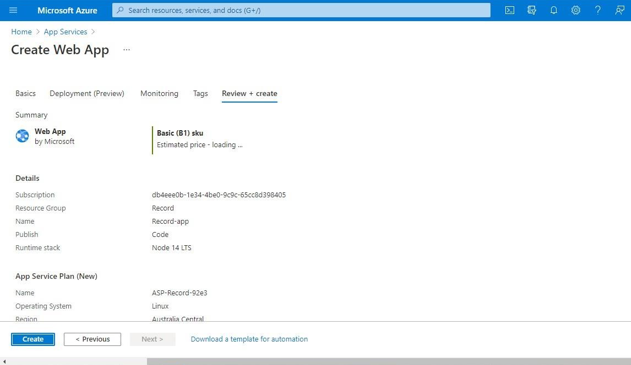 Microsoft Azure
Search resources, services, and docs (G+/)
Home > App Services >
Create Web App ...
Basics Deployment (Preview) Monitoring Tags Review + create
Summary
Web App
by Microsoft
Basic (B1) sku
Estimated price - loading ...
Details
Subscription db4eee0b-1e34-4be0-9c9c-65cc8d398405
Resource Group Record
Name Record-app
Publish Code
Runtime stack Node 14 LTS
App Service Plan (New)
Name ASP-Record-92e3
Operating System Linux
Region Australia Central
Create < Previous Next > Download a template for automation